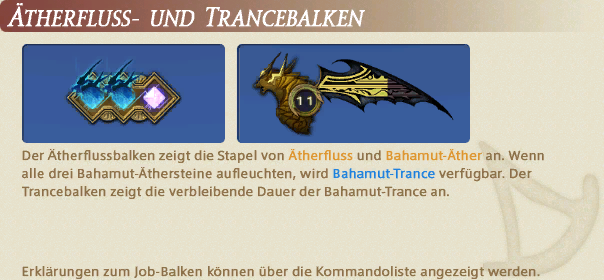 Ätherfluss- und Trancebalken
11
Der Ätherflussbalken zeigt die Stapel von Ätherfluss und Bahamut-Äther an. Wenn
alle drei Bahamut-Äthersteine aufleuchten, wird Bahamut-Trance verfügbar. Der
Trancebalken zeigt die verbleibende Dauer der Bahamut-Trance an.
Erklärungen zum Job-Balken können über die Kommandoliste angezeigt werden.